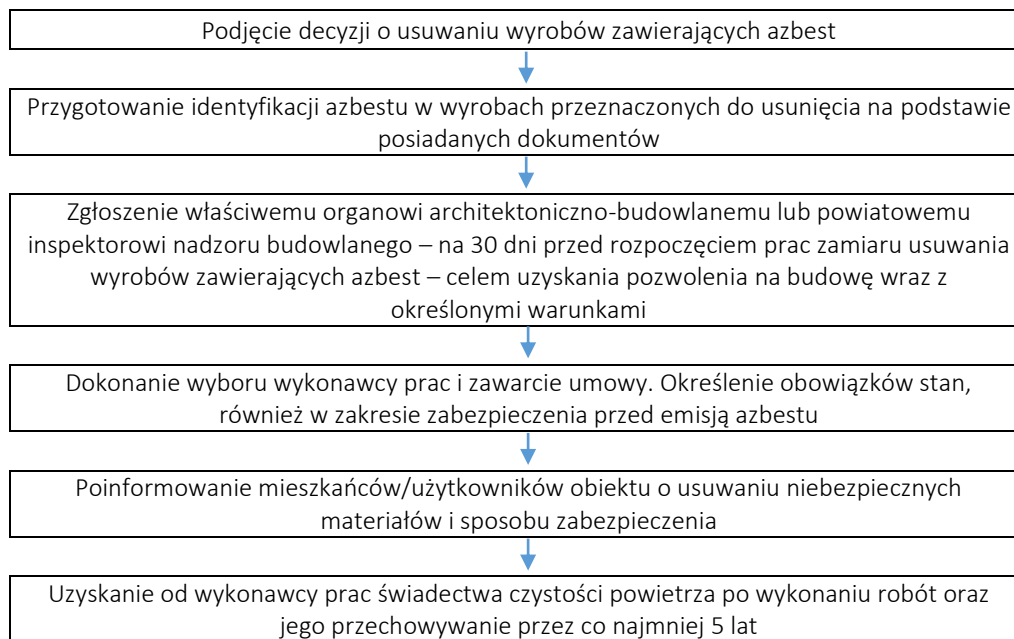 Podjęcie decyzji o usuwaniu wyrobów zawierających azbest
Przygotowanie identyfikacji azbestu w wyrobach przeznaczonych do usunięcia na podstawie
posiadanych dokumentów
Zgłoszenie właściwemu organowi architektoniczno-budowlanemu lub powiatowemu
inspektorowi nadzoru budowlanego – na 30 dni przed rozpoczęciem prac zamiaru usuwania
wyrobów zawierających azbest – celem uzyskania pozwolenia na budowę wraz z
określonymi warunkami
Dokonanie wyboru wykonawcy prac i zawarcie umowy. Określenie obowiązków stan,
również w zakresie zabezpieczenia przed emisją azbestu
Poinformowanie mieszkańców/użytkowników obiektu o usuwaniu niebezpiecznych
materiałów i sposobu zabezpieczenia
Uzyskanie od wykonawcy prac świadectwa czystości powietrza po wykonaniu robót oraz
jego przechowywanie przez co najmniej 5 lat